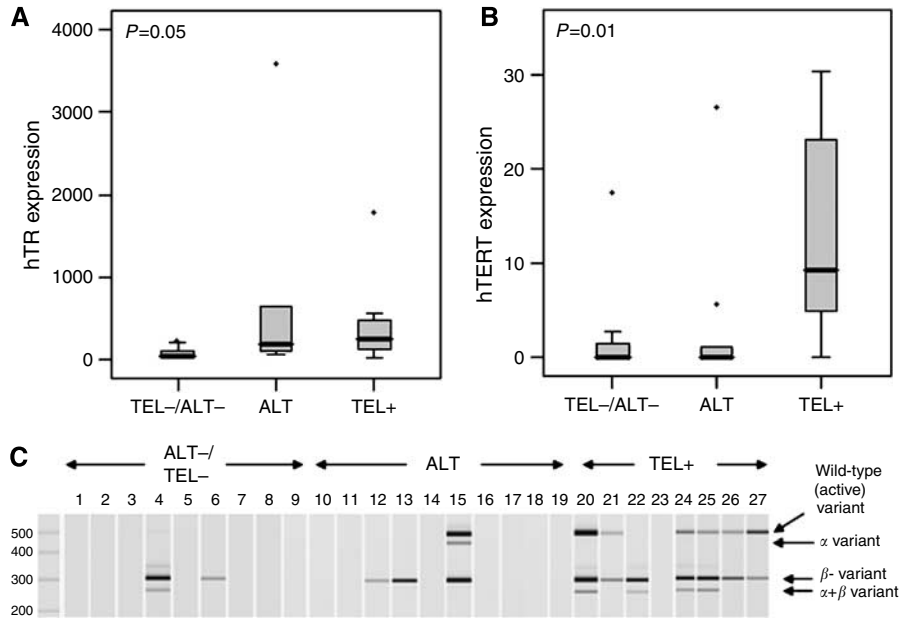 A
P=0.05
hTR expression
4000
3000
2000
1000
0
TEL–/ALT– ALT TEL+
B
P=0.01
hTERT expression
30
20
10
0
TEL–/ALT– ALT TEL+
C
ALT–/
TEL–
ALT
TEL+
1 2 3 4 5 6 7 8 9 10 11 12 13 14 15 16 17 18 19 20 21 22 23 24 25 26 27
500
400
300
200
Wild-type
(active)
variant
α variant
β- variant
α+β variant